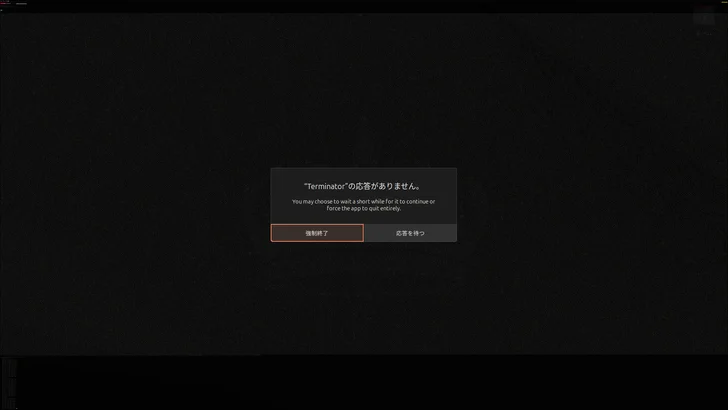 “Terminator”の応答がありません。
You may choose to wait a short while for it to continue or
force the app to quit entirely.
強制終了
応答を待つ